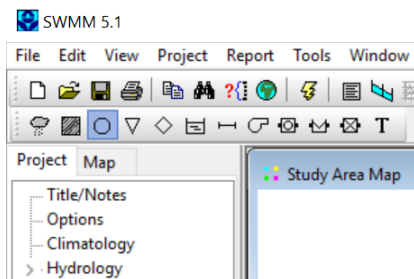 SWMM 5.1
File Edit View Project Report Tools Window
?{}
T
Project Map
Study Area Map
Title/Notes
Options
Climatology
Hydrology